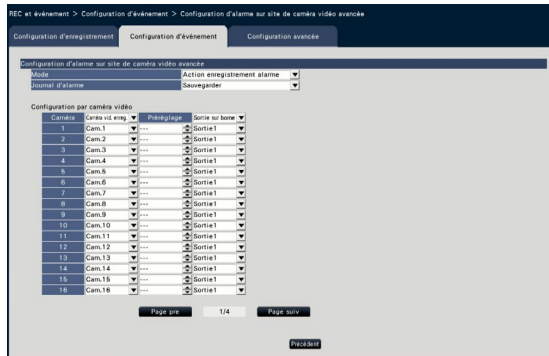 REC et évènement > Configuration d'évènement > Configuration d'alarme sur site de caméra vidéo avancée
Configuration d'enregistrement Configuration d'évènement Configuration avancée
Configuration d'alarme sur site de caméra vidéo avancée
Mode Action enregistrement alarme
Journal d'alarme Sauvegarder
Configuration par caméra vidéo
Caméra Caméra vid. enreg. Préréglage Sortie sur borne
1 Cam.1 --- Sortie1
2 Cam.2 --- Sortie1
3 Cam.3 --- Sortie1
4 Cam.4 --- Sortie1
5 Cam.5 --- Sortie1
6 Cam.6 --- Sortie1
7 Cam.7 --- Sortie1
8 Cam.8 --- Sortie1
9 Cam.9 --- Sortie1
10 Cam.10 --- Sortie1
11 Cam.11 --- Sortie1
12 Cam.12 --- Sortie1
13 Cam.13 --- Sortie1
14 Cam.14 --- Sortie1
15 Cam.15 --- Sortie1
16 Cam.16 --- Sortie1
Page pre 1/4 Page suiv
Précédent